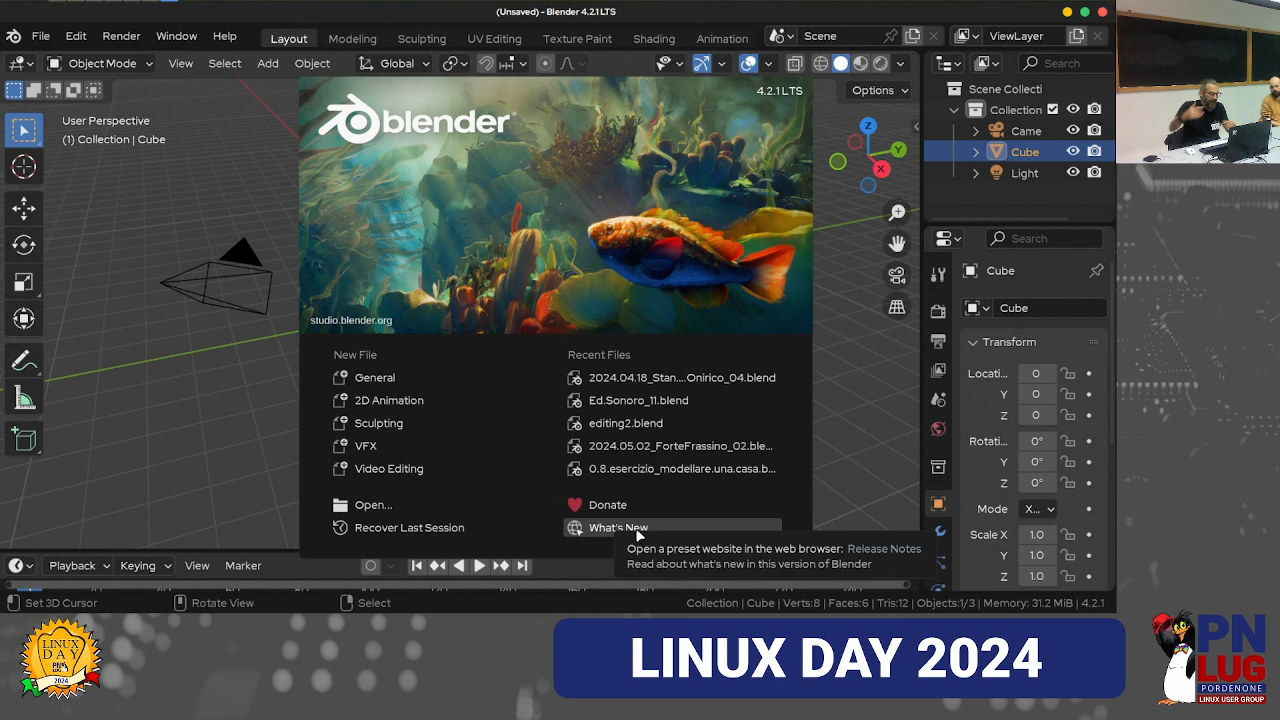 (Unsaved) - Blender 4.2.1 LTS
File Edit Render Window Help Layout Modeling Sculpting UV Editing Texture Paint Shading Animation Scene ViewLayer
Object Mode View Select Add Object Global Search
Options
User Perspective
(1) Collection | Cube
blender
4.2.1 LTS
studio.blender.org
Z
Y
X
Scene Collecti
Collection
Came
Cube
Light
Search
Cube
Cube
Transform
Locati... 0
Y 0
Z 0
Rotati... 0°
Y 0°
Z 0°
Mode X...
Scale X 1.0
Y 1.0
Z 1.0
New File
General
2D Animation
Sculpting
VFX
Video Editing
Open...
Recover Last Session
Recent Files
2024.04.18_Stan....Onirico_04.blend
Ed.Sonoro_11.blend
editing2.blend
2024.05.02_ForteFrassino_02.ble...
0.8.esercizio_modellare.una.casa.b...
Donate
What's New
Open a preset website in the web browser: Release Notes
Read about what's new in this version of Blender
Playback Keying View Marker
Set 3D Cursor Rotate View Select Collection | Cube | Verts:8 | Faces:6 | Tris:12 | Objects:1/3 | Memory: 31.2 MiB | 4.2.1
LINUX DAY 2024
LINUX
DAY
2024
PN
LUG
PORDENONE
LINUX USER GROUP